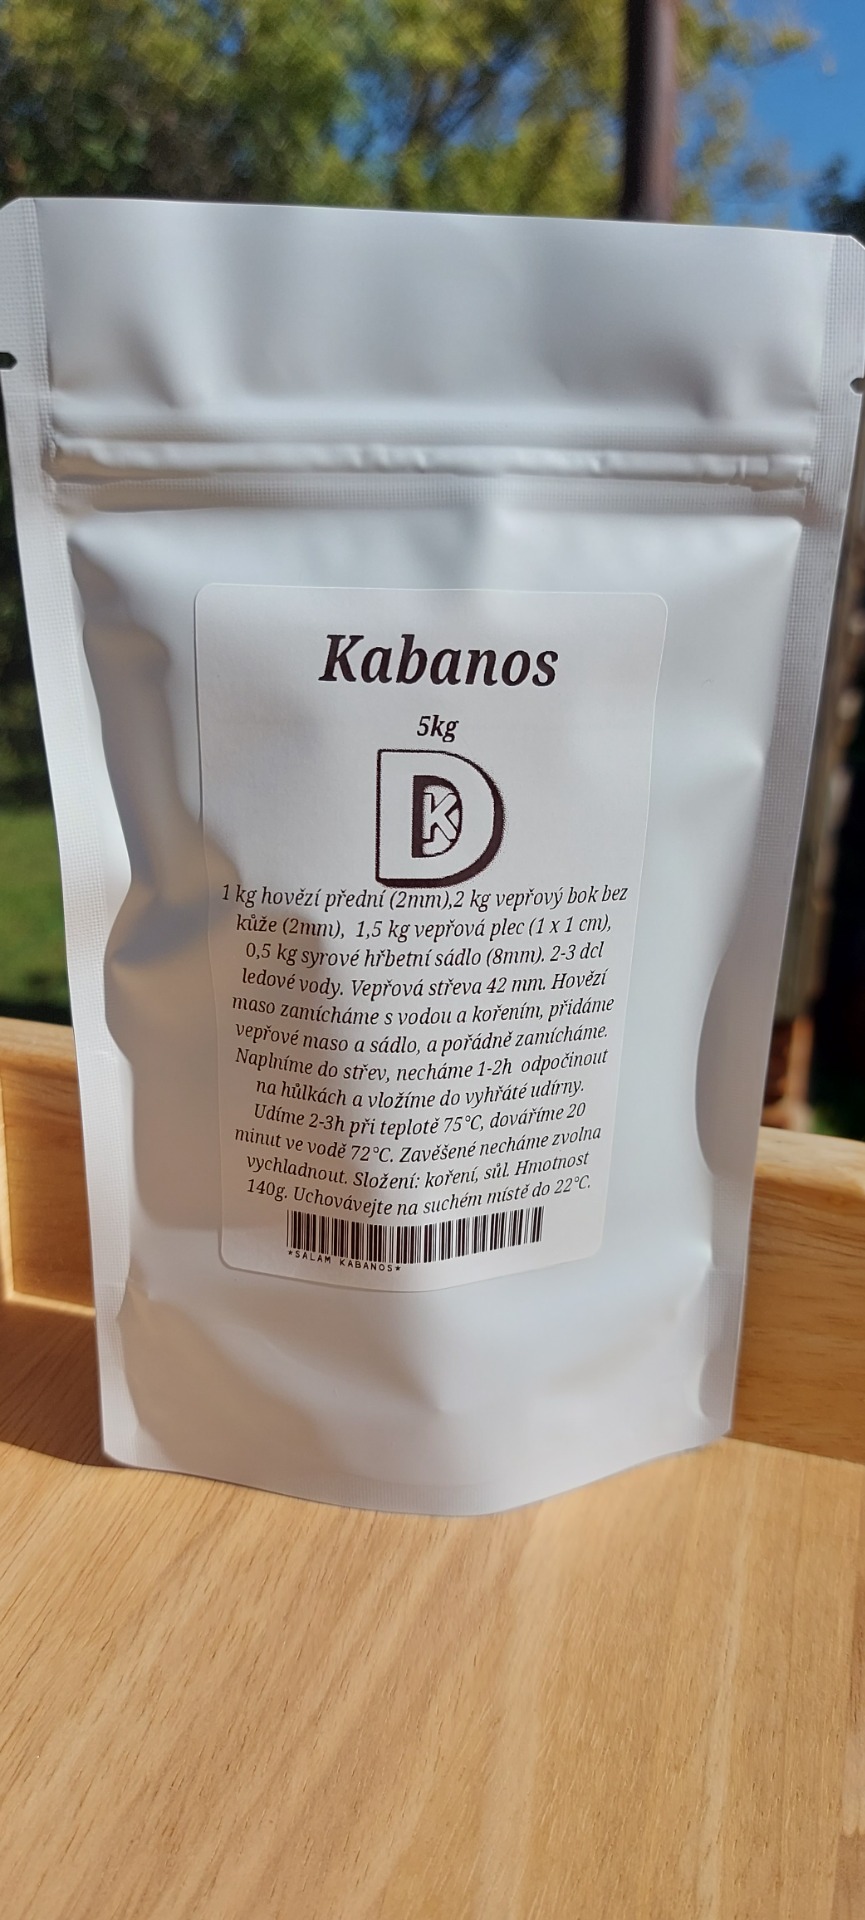 Kabanos
5kg
DK
1 kg hovězí přední (2mm),2 kg vepřový bok bez
kůže (2mm), 1,5 kg vepřová plec (1 x 1 cm),
0,5 kg syrové hřbetní sádlo (8mm). 2-3 dcl
ledové vody. Vepřová střeva 42 mm. Hovězí
maso zamícháme s vodou a kořením, přidáme
vepřové maso a sádlo, a pořádně zamícháme.
Naplníme do střev, necháme 1-2h odpočinout
na hůlkách a vložíme do vyhřáté udírny.
Udíme 2-3h při teplotě 75°C, dováříme 20
minut ve vodě 72°C. Zavěšené necháme zvolna
vychladnout. Složení: koření, sůl. Hmotnost
140g. Uchovávejte na suchém místě do 22°C.
*SALAM KABANOS*